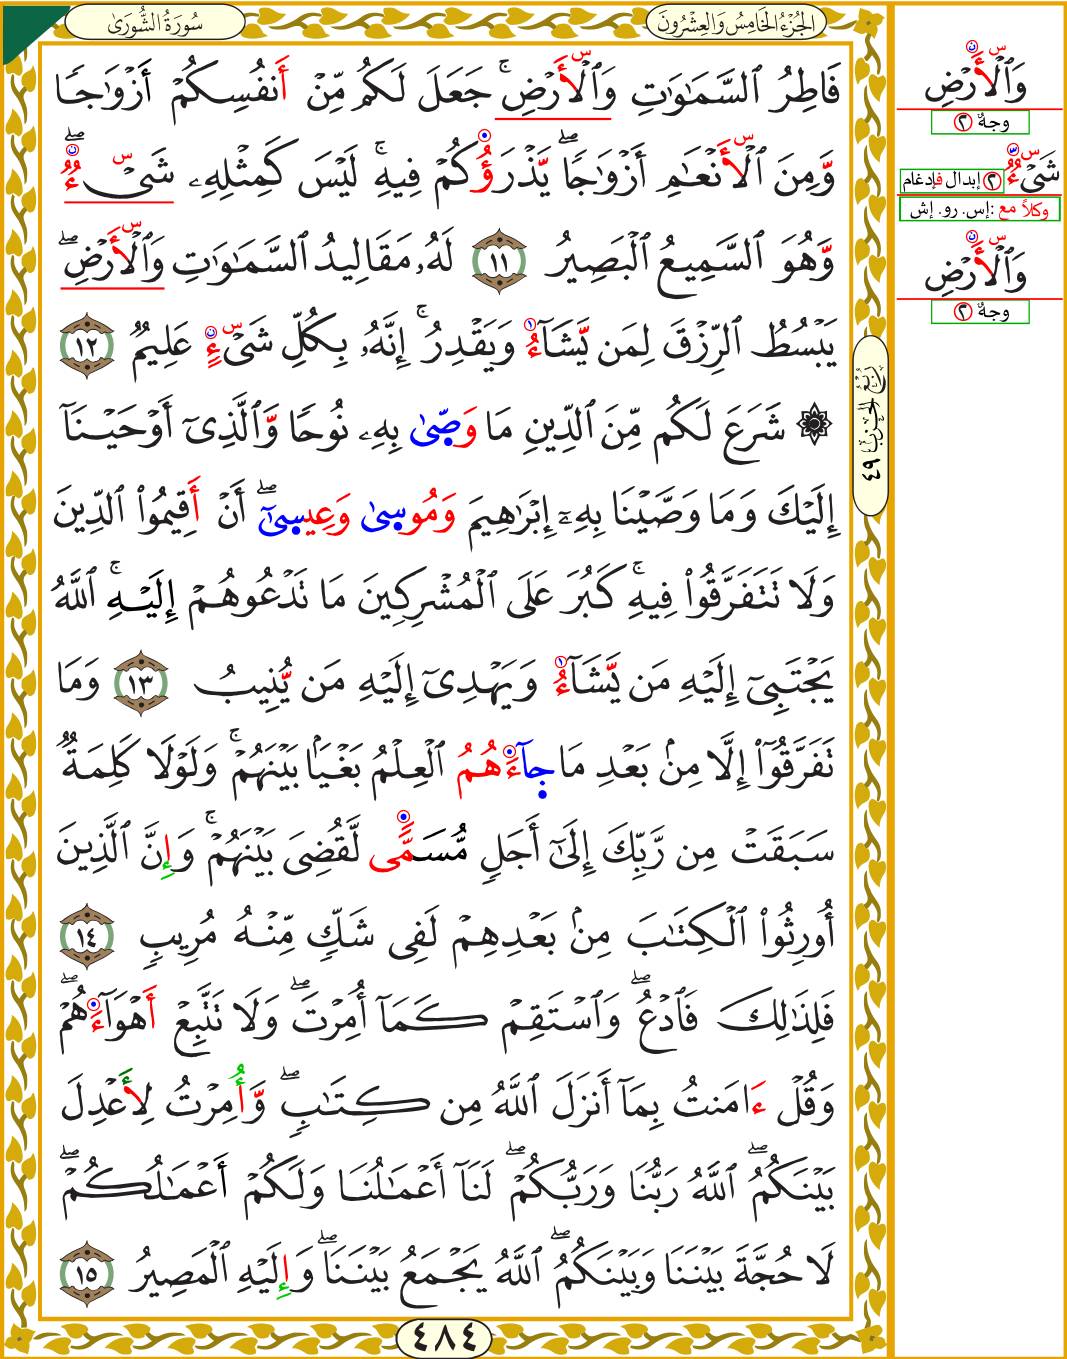 سُورَةُ الشُّورَىٰ
الجُزْءُ الخَامِسُ وَالعِشْرُونَ
فَاطِرُ ٱلسَّمَـٰوَٰتِ وَٱلۡأَرۡضِۚ جَعَلَ لَكُم مِّنۡ أَنفُسِكُمۡ أَزۡوَٰجًا
وَّمِنَ ٱلۡأَنۡعَـٰمِ أَزۡوَٰجًاۖ يَّذۡرَؤُكُمۡ فِيهِۚ لَيۡسَ كَمِثۡلِهِۦ شَيۡءٌۖ
وَّهُوَ ٱلسَّمِيعُ ٱلۡبَصِيرُ ١١ لَهُۥ مَقَالِيدُ ٱلسَّمَـٰوَٰتِ وَٱلۡأَرۡضِۖ
يَبۡسُطُ ٱلرِّزۡقَ لِمَن يَّشَآءُ وَيَقۡدِرُۚ إِنَّهُۥ بِكُلِّ شَيۡءٍ عَلِيمٌ ١٢
۞ شَرَعَ لَكُم مِّنَ ٱلدِّينِ مَا وَصّٜىٰ بِهِۦ نُوحًا وَّٱلَّذِيٓ أَوۡحَيۡنَآ
إِلَيۡكَ وَمَا وَصَّيۡنَا بِهِۦٓ إِبۡرَٰهِيمَ وَمُوسٜىٰ وَعِيسٜىٰٓۖ أَنۡ أَقِيمُواْ ٱلدِّينَ
وَلَا تَتَفَرَّقُواْ فِيهِۚ كَبُرَ عَلَى ٱلۡمُشۡرِكِينَ مَا تَدۡعُوهُمۡ إِلَيۡهِۚ ٱللَّهُ
يَجۡتَبِيٓ إِلَيۡهِ مَن يَّشَآءُ وَيَهۡدِيٓ إِلَيۡهِ مَن يُّنِيبُ ١٣ وَمَا
تَفَرَّقُوٓاْ إِلَّا مِنۢ بَعۡدِ مَا جٜآءَهُمُ ٱلۡعِلۡمُ بَغۡيَۢا بَيۡنَهُمۡۚ وَلَوۡلَا كَلِمَةٌ
سَبَقَتۡ مِن رَّبِّكَ إِلَىٰٓ أَجَلٖ مُّسَمًّى لَّقُضِيَ بَيۡنَهُمۡۚ وَإِنَّ ٱلَّذِينَ
أُورِثُواْ ٱلۡكِتَـٰبَ مِنۢ بَعۡدِهِمۡ لَفِي شَكٍّ مِّنۡهُ مُرِيبٍ ١٤
فَلِذَٰلِكَ فَٱدۡعُۖ وَٱسۡتَقِمۡ كَمَآ أُمِرۡتَۖ وَلَا تَتَّبِعۡ أَهۡوَآءَهُمۡۖ
وَقُلۡ ءَامَنتُ بِمَآ أَنزَلَ ٱللَّهُ مِن كِتَـٰبٍۖ وَّأُمِرۡتُ لِأَعۡدِلَ
بَيۡنَكُمُۖ ٱللَّهُ رَبُّنَا وَرَبُّكُمۡۖ لَنَآ أَعۡمَـٰلُنَا وَلَكُمۡ أَعۡمَـٰلُكُمۡۖ
لَا حُجَّةَ بَيۡنَنَا وَبَيۡنَكُمُۖ ٱللَّهُ يَجۡمَعُ بَيۡنَنَاۖ وَإِلَيۡهِ ٱلۡمَصِيرُ ١٥
٤٨٤
رُبْعُ الحِزْبِ ٤٩
وَٱلۡأَرۡضِ
وجهٌ ٢
شَيۡءٌ
٢ إبدال فإدغام
وكلاً مع :إس. رو. إش
وَٱلۡأَرۡضِ
وجهٌ ٢